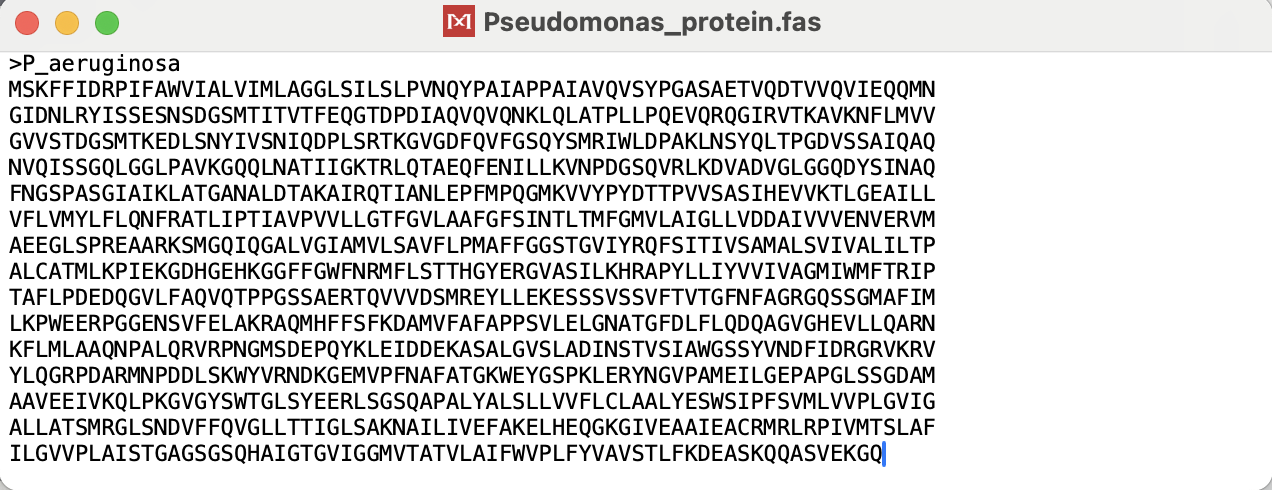 Pseudomonas_protein.fas
>P_aeruginosa
MSKFFIDRPIFAWVIALVIMLAGGLSILSLPVNQYPAIAPPAIAVQVSYPGASAETVQDTVVQVIEQQMN
GIDNLRYISSESNSDGSMTITVTFEQGTDPDIAQVQVQNKLQLATPLLPQEVQRQGIRVTKAVKNFLMVV
GVVSTDGSMTKEDLSNYIVSNIQDPLSRTKGVGDFQVFGSQYSMRIWLDPAKLNSYQLTPGDVSSAIQAQ
NVQISSGQLGGLPAVKGQQLNATIIGKTRLQTAEQFENILLKVNPDGSQVRLKDVADVGLGGQDYSINAQ
FNGSPASGIAIKLATGANALDTAKAIRQTIANLEPFMPQGMKVVYPYDTTPVVSASIHEVVKTLGEAILL
VFLVMYLFLQNFRATLIPTIAVPVVLLGTFGVLAAFGFSINTLTMFGMVLAIGLLVDDAIVVVENVERVM
AEEGLSPREAARKSMGQIQGALVGIAMVLSAVFLPMAFFGGSTGVIYRQFSITIVSAMALSVIVALILTP
ALCATMLKPIEKGDHGEHKGGFFGWFNRMFLSTTHGYERGVASILKHRAPYLLIYVVIVAGMIWMFTRIP
TAFLPDEDQGVLFAQVQTPPGSSAERTQVVVDSMREYLLEKESSSVSSVFTVTGFNFAGRGQSSGMAFIM
LKPWEERPGGENSVFELAKRAQMHFFSFKDAMVFAFAPPSVLELGNATGFDLFLQDQAGVGHEVLLQARN
KFLMLAAQNPALQRVRPNGMSDEPQYKLEIDDEKASALGVSLADINSTVSIAWGSSYVNDFIDRGRVKRV
YLQGRPDARMNPDDLSKWYVRNDKGEMVPFNAFATGKWEYGSPKLERYNGVPAMEILGEPAPGLSSGDAM
AAVEEIVKQLPKGVGYSWTGLSYEERLSGSQAPALYALSLLVVFLCLAALYESWSIPFSVMLVVPLGVIG
ALLATSMRGLSNDVFFQVGLLTTIGLSAKNAILIVEFAKELHEQGKGIVEAAIEACRMRLRPIVMTSLAF
ILGVVPLAISTGAGSGSQHAIGTGVIGGMVTATVLAIFWVPLFYVAVSTLFKDEASKQQASVEKGQ